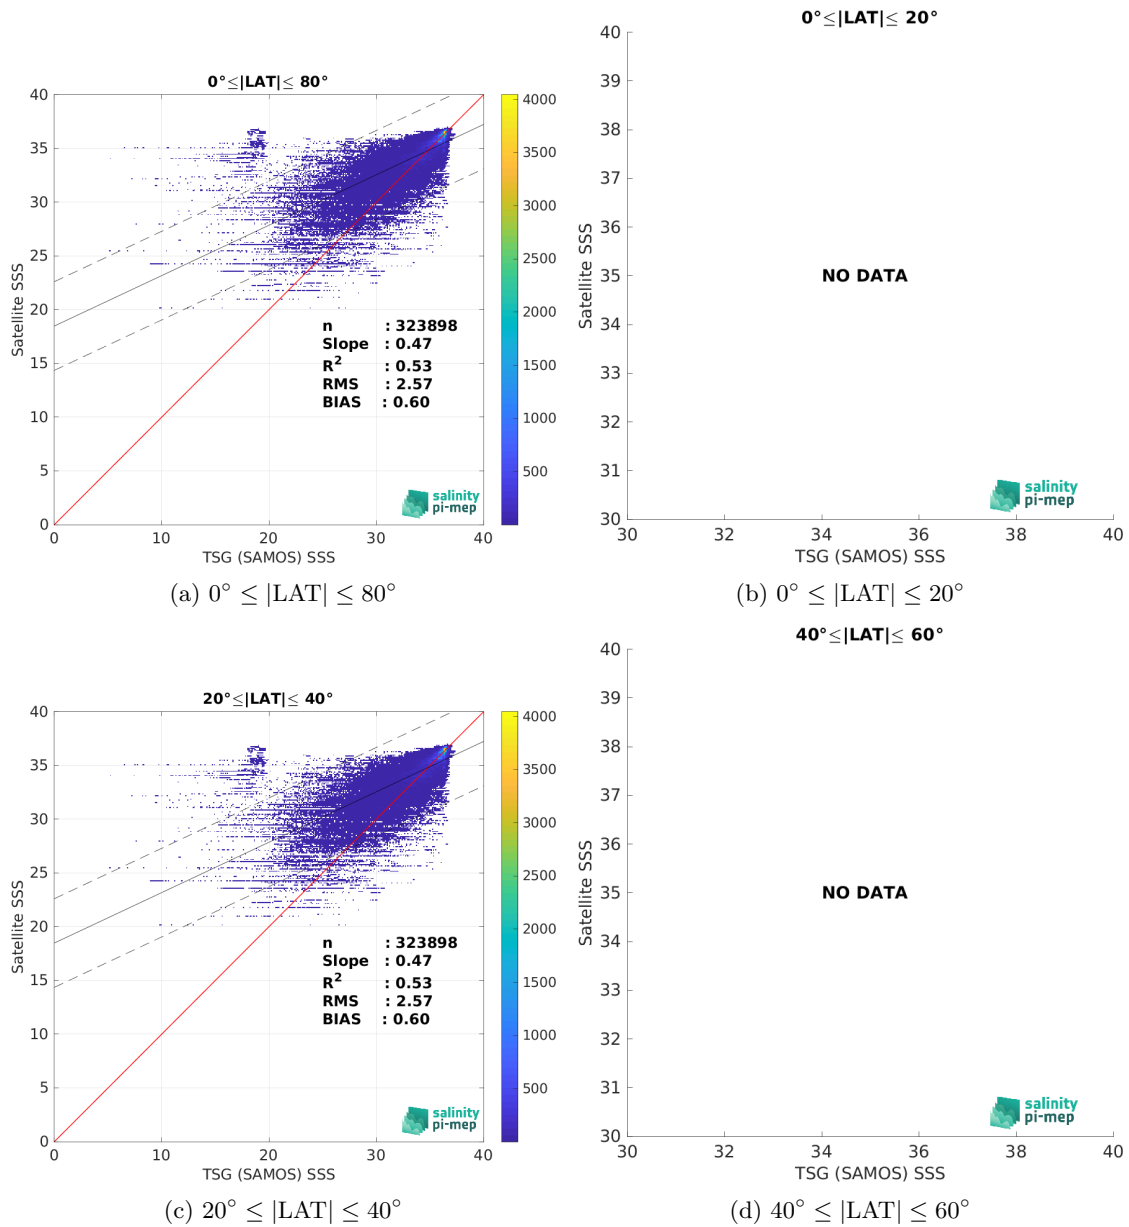 0°≤|LAT|≤ 80°
40
35
30
25
20
15
10
5
0
Satellite SSS
0
10
20
30
40
TSG (SAMOS) SSS
4000
3500
3000
2500
2000
1500
1000
500
n : 323898
Slope : 0.47
R² : 0.53
RMS : 2.57
BIAS : 0.60
salinity
pi-mep
(a) 0° ≤ |LAT| ≤ 80°
0°≤|LAT|≤ 20°
40
39
38
37
36
35
34
33
32
31
30
Satellite SSS
NO DATA
30
32
34
36
38
40
TSG (SAMOS) SSS
salinity
pi-mep
(b) 0° ≤ |LAT| ≤ 20°
20°≤|LAT|≤ 40°
40
35
30
25
20
15
10
5
0
Satellite SSS
0
10
20
30
40
TSG (SAMOS) SSS
4000
3500
3000
2500
2000
1500
1000
500
n : 323898
Slope : 0.47
R² : 0.53
RMS : 2.57
BIAS : 0.60
salinity
pi-mep
(c) 20° ≤ |LAT| ≤ 40°
40°≤|LAT|≤ 60°
40
39
38
37
36
35
34
33
32
31
30
Satellite SSS
NO DATA
30
32
34
36
38
40
TSG (SAMOS) SSS
salinity
pi-mep
(d) 40° ≤ |LAT| ≤ 60°